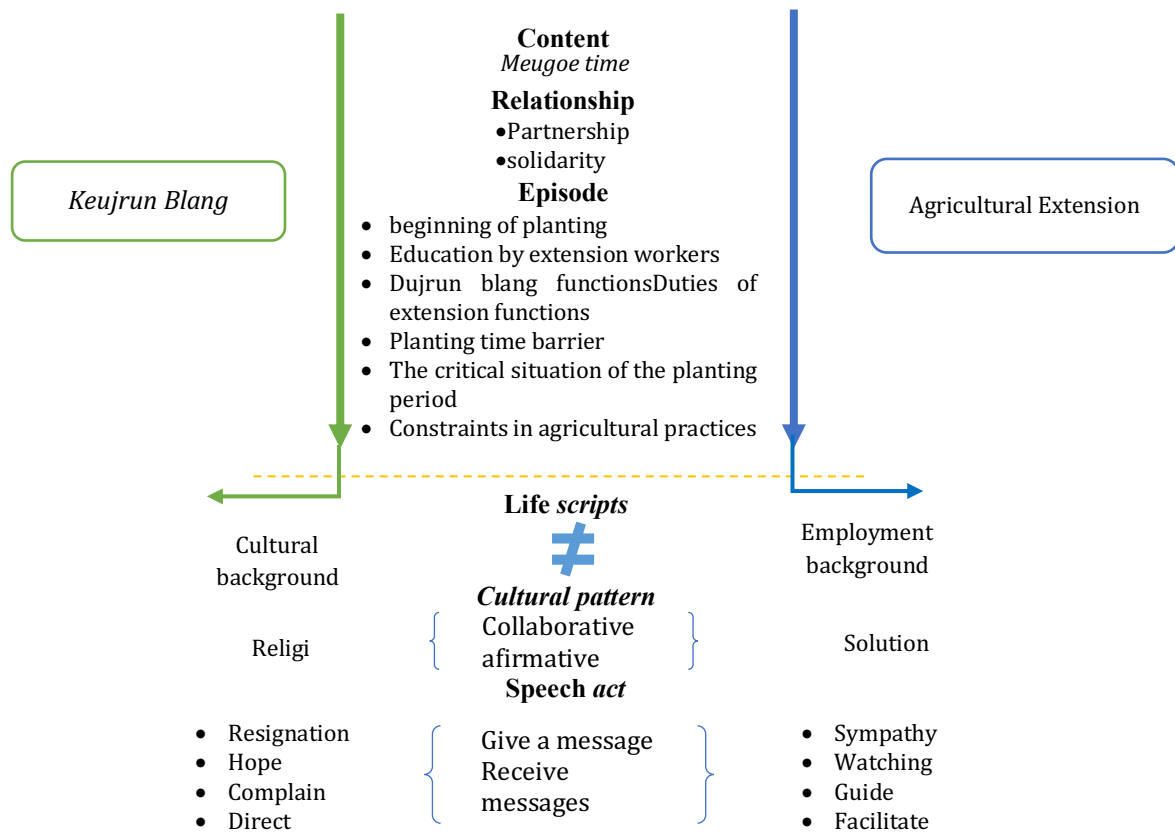 Content
Meugoe time
Relationship
•Partnership
•solidarity
Keujrun Blang
Agricultural Extension
Episode
• beginning of planting
• Education by extension workers
• Dujrun blang functionsDuties of
extension functions
• Planting time barrier
• The critical situation of the planting
period
• Constraints in agricultural practices
Life scripts
≠
Cultural
background
Employment
background
Cultural pattern
Religi
Collaborative
afirmative
Solution
Speech act
• Resignation
• Hope
• Complain
• Direct
Give a message
Receive
messages
• Sympathy
• Watching
• Guide
• Facilitate